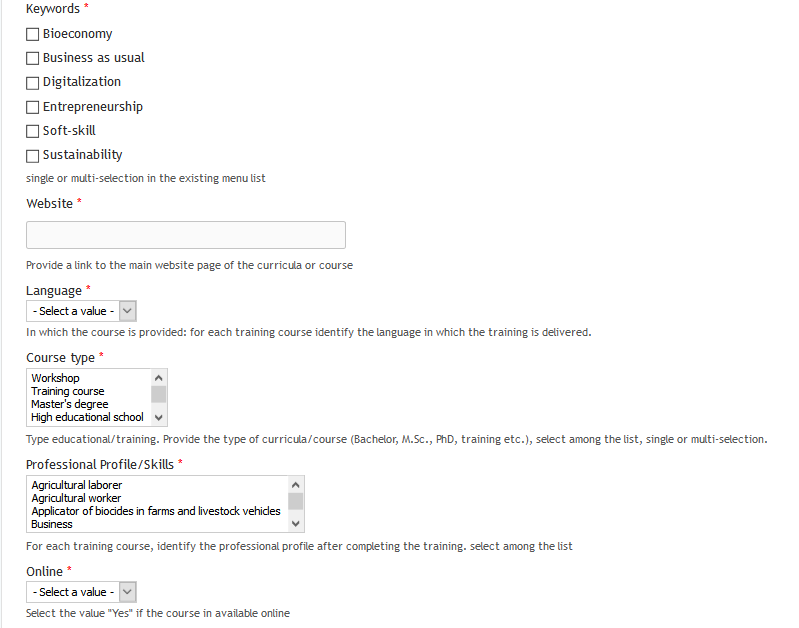 Keywords *
Bioeconomy
Business as usual
Digitalization
Entrepreneurship
Soft-skill
Sustainability
single or multi-selection in the existing menu list
Website *
Provide a link to the main website page of the curricula or course
Language *
- Select a value -
In which the course is provided: for each training course identify the language in which the training is delivered.
Course type *
Workshop
Training course
Master's degree
High educational school
Type educational/training. Provide the type of curricula/course (Bachelor, M.Sc., PhD, training etc.), select among the list, single or multi-selection.
Professional Profile/Skills *
Agricultural laborer
Agricultural worker
Applicator of biocides in farms and livestock vehicles
Business
For each training course, identify the professional profile after completing the training. select among the list
Online *
- Select a value -
Select the value "Yes" if the course in available online